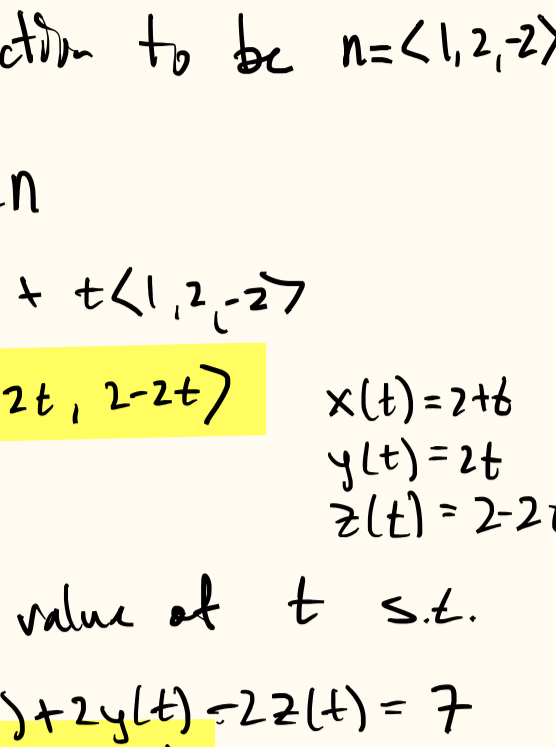 ction to be n=<1,2,-2>
n
+ t<1,2,-2>
2t, 2-2t>
x(t)=2+t
y(t)=2t
z(t)=2-2t
value of t s.t.
)+2y(t)-2z(t)=7